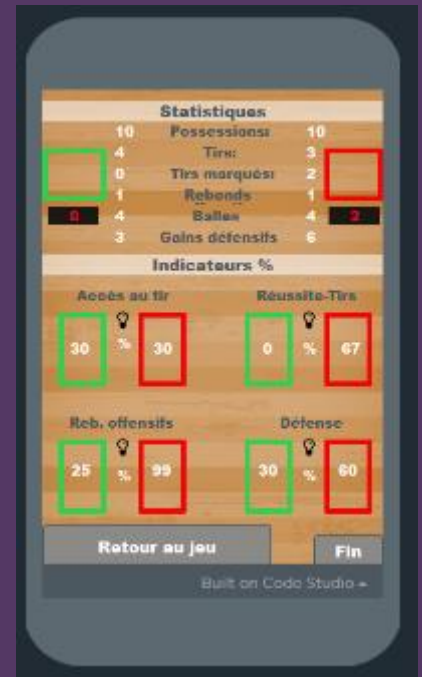 Statistiques
10 Possessions: 10
4 Tirs: 3
0 Tirs marqués: 2
1 Rebonds 1
0 4 Balles 4 2
3 Gains défensifs 6
Indicateurs %
Accès au tir Réussite-Tirs
30 % 30 0 % 67
Reb. offensifs Défense
25 % 99 30 % 60
Retour au jeu Fin
Built on Code Studio